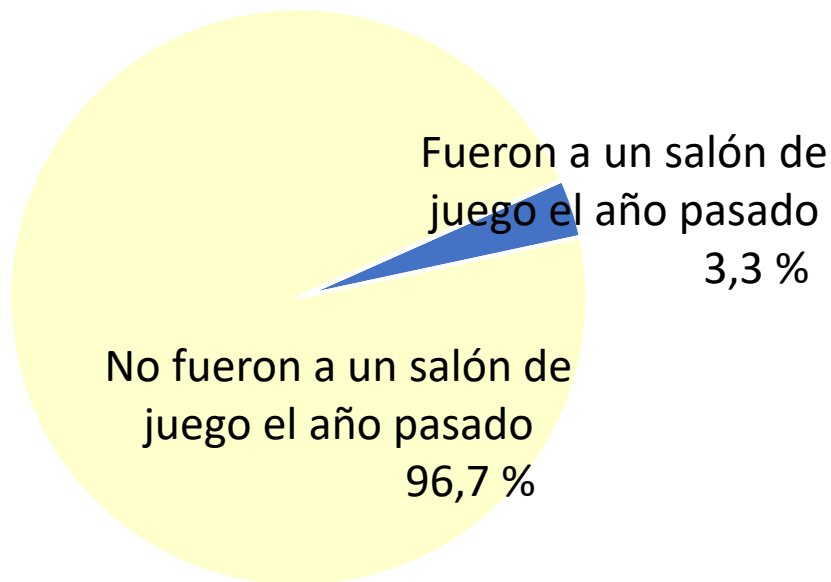 Fueron a un salón de
juego el año pasado
3,3 %
No fueron a un salón de
juego el año pasado
96,7 %